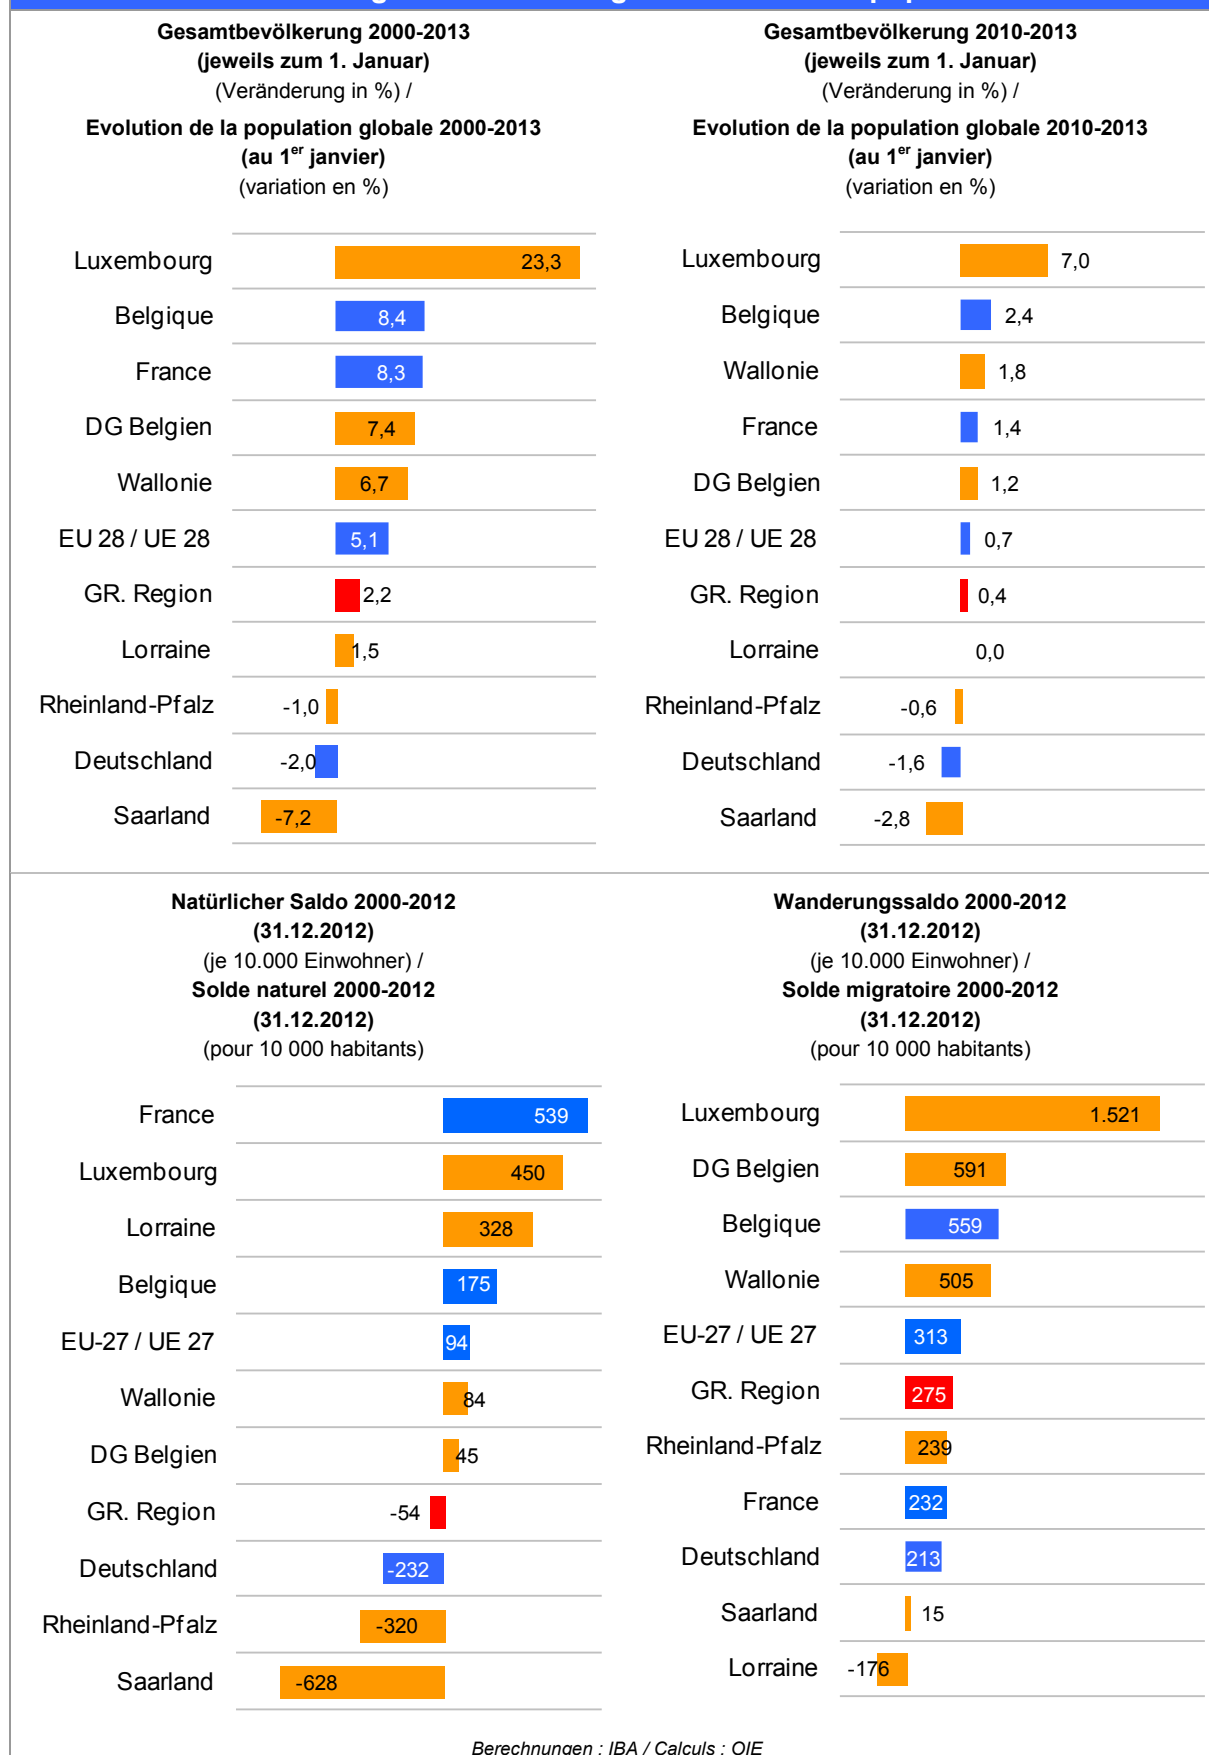 Gesamtbevölkerung 2000-2013
(jeweils zum 1. Januar)
(Veränderung in %) /
Evolution de la population globale 2000-2013
(au 1er janvier)
(variation en %)
Luxembourg 23,3
Belgique 8,4
France 8,3
DG Belgien 7,4
Wallonie 6,7
EU 28 / UE 28 5,1
GR. Region 2,2
Lorraine 1,5
Rheinland-Pfalz -1,0
Deutschland -2,0
Saarland -7,2
Gesamtbevölkerung 2010-2013
(jeweils zum 1. Januar)
(Veränderung in %) /
Evolution de la population globale 2010-2013
(au 1er janvier)
(variation en %)
Luxembourg 7,0
Belgique 2,4
Wallonie 1,8
France 1,4
DG Belgien 1,2
EU 28 / UE 28 0,7
GR. Region 0,4
Lorraine 0,0
Rheinland-Pfalz -0,6
Deutschland -1,6
Saarland -2,8
Natürlicher Saldo 2000-2012
(31.12.2012)
(je 10.000 Einwohner) /
Solde naturel 2000-2012
(31.12.2012)
(pour 10 000 habitants)
France 539
Luxembourg 450
Lorraine 328
Belgique 175
EU-27 / UE 27 94
Wallonie 84
DG Belgien 45
GR. Region -54
Deutschland -232
Rheinland-Pfalz -320
Saarland -628
Wanderungssaldo 2000-2012
(31.12.2012)
(je 10.000 Einwohner) /
Solde migratoire 2000-2012
(31.12.2012)
(pour 10 000 habitants)
Luxembourg 1.521
DG Belgien 591
Belgique 559
Wallonie 505
EU-27 / UE 27 313
GR. Region 275
Rheinland-Pfalz 239
France 232
Deutschland 213
Saarland 15
Lorraine -176
Berechnungen : IBA / Calculs : OIE